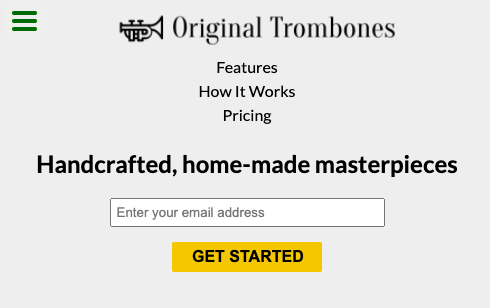 Original Trombones
Features
How It Works
Pricing
Handcrafted, home-made masterpieces
Enter your email address
GET STARTED